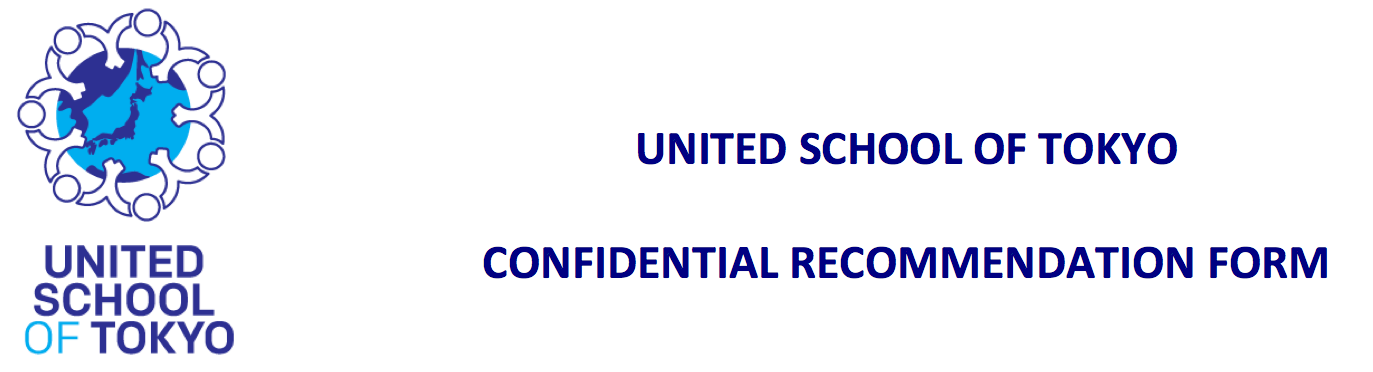 UNITED
SCHOOL
OF TOKYO
UNITED SCHOOL OF TOKYO
CONFIDENTIAL RECOMMENDATION FORM